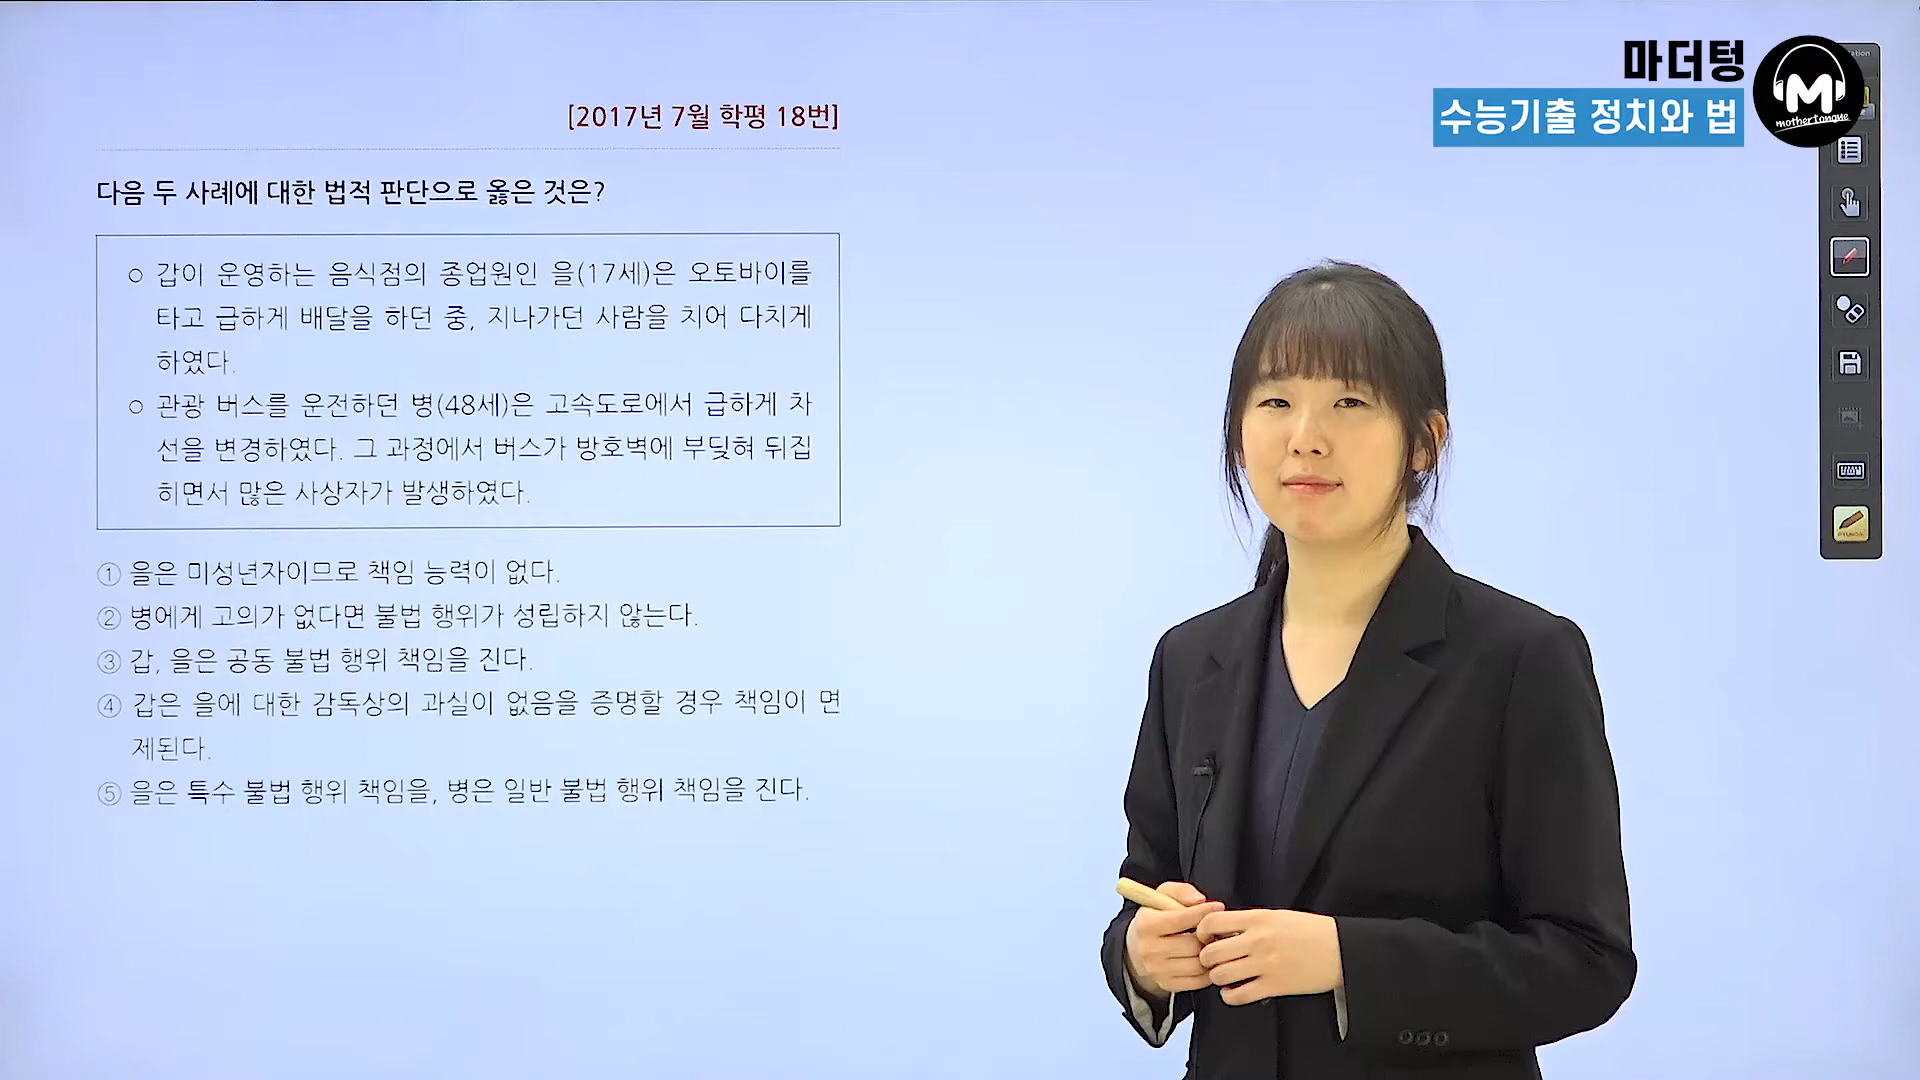 마더텅
수능기출 정치와 법
mothertongue
[2017년 7월 학평 18번]
다음 두 사례에 대한 법적 판단으로 옳은 것은?
○ 갑이 운영하는 음식점의 종업원인 을(17세)은 오토바이를
타고 급하게 배달을 하던 중, 지나가던 사람을 치어 다치게
하였다.
○ 관광 버스를 운전하던 병(48세)은 고속도로에서 급하게 차
선을 변경하였다. 그 과정에서 버스가 방호벽에 부딪혀 뒤집
히면서 많은 사상자가 발생하였다.
① 을은 미성년자이므로 책임 능력이 없다.
② 병에게 고의가 없다면 불법 행위가 성립하지 않는다.
③ 갑, 을은 공동 불법 행위 책임을 진다.
④ 갑은 을에 대한 감독상의 과실이 없음을 증명할 경우 책임이 면
제된다.
⑤ 을은 특수 불법 행위 책임을, 병은 일반 불법 행위 책임을 진다.